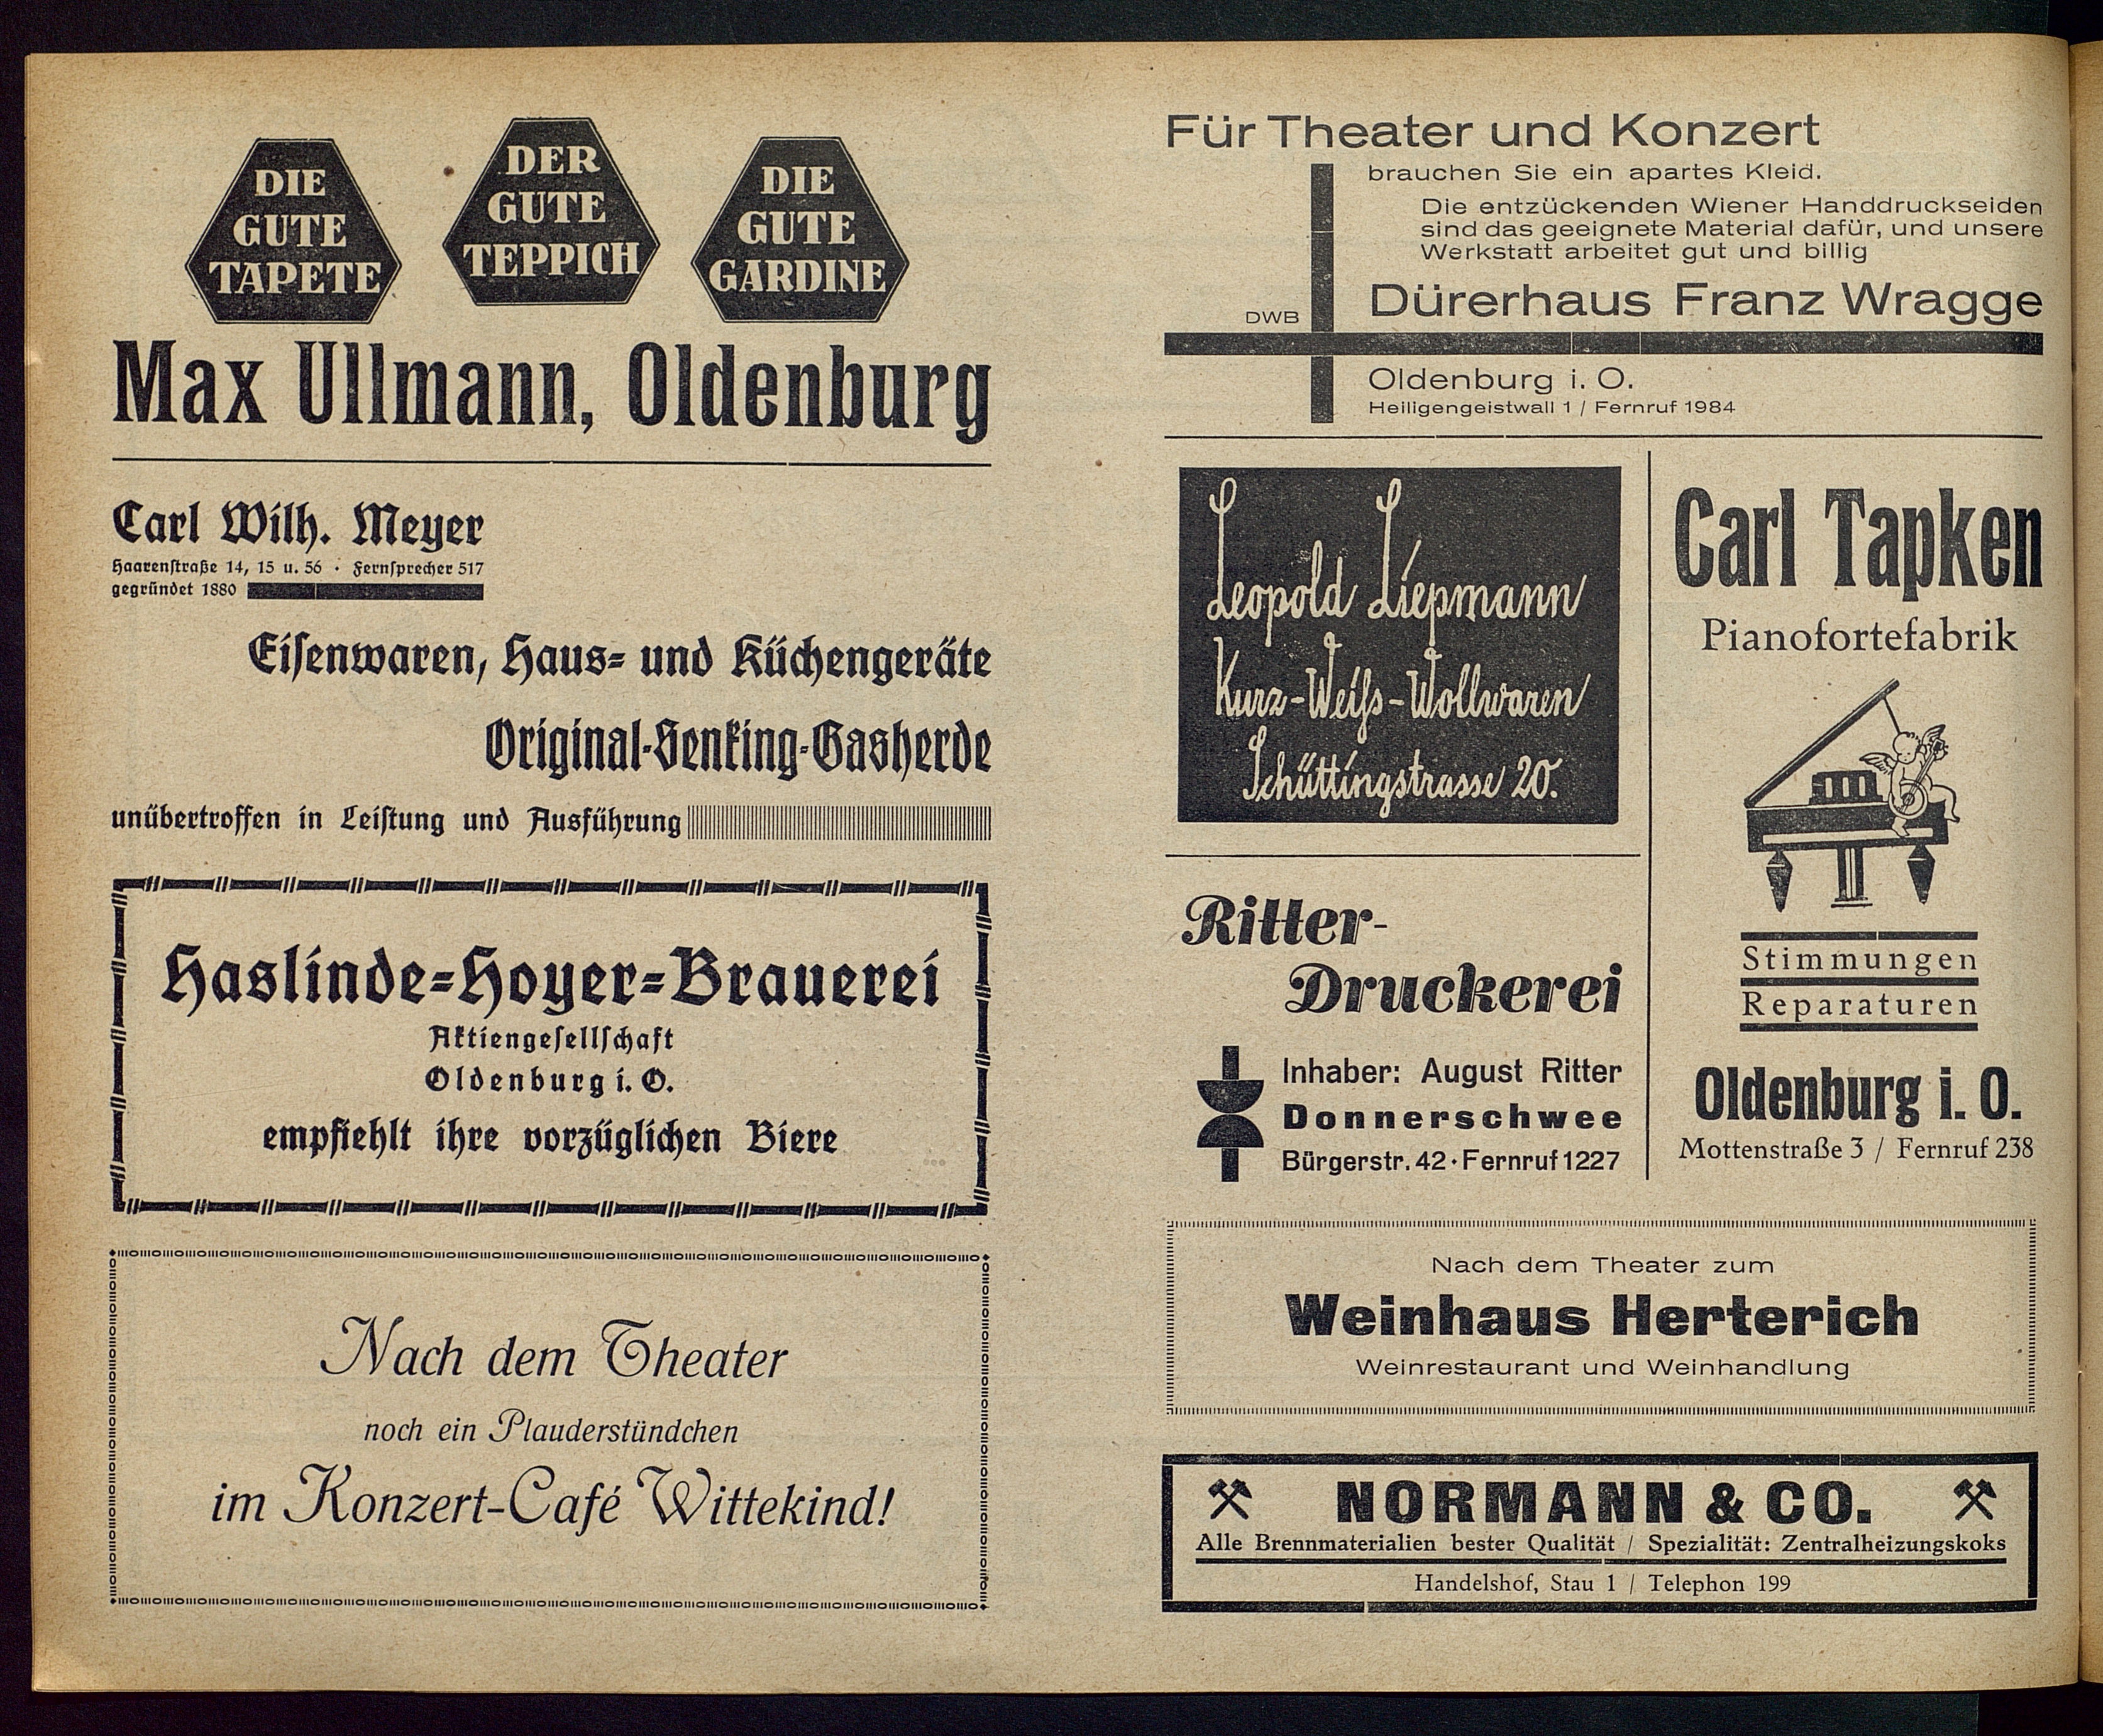 DIE
GUTE
TAPETE
DER
GUTE
TEPPICH
DIE
GUTE
GARDINE
Max Ullmann, Oldenburg
Carl Wilh. Meyer
Haarenstraße 14, 15 u. 56 · Fernsprecher 517
gegründet 1880
Eisenwaren, Haus- und Küchengeräte
Original-Senking-Gasherde
unübertroffen in Leistung und Ausführung
Haslinde-Hoyer-Brauerei
Aktiengesellschaft
Oldenburg i. O.
empfiehlt ihre vorzüglichen Biere
Nach dem Theater
noch ein Plauderstündchen
im Konzert-Café Wittekind!
Für Theater und Konzert
brauchen Sie ein apartes Kleid.
Die entzückenden Wiener Handdruckseiden
sind das geeignete Material dafür, und unsere
Werkstatt arbeitet gut und billig
DWB
Dürerhaus Franz Wragge
Oldenburg i. O.
Heiligengeistwall 1 / Fernruf 1984
Leopold Liepmann
Kurz-Weiss-Wollwaren
Schüttingstrasse 20.
Ritter-
Druckerei
Inhaber: August Ritter
Donnerschwee
Bürgerstr. 42 · Fernruf 1227
Carl Tapken
Pianofortefabrik
Stimmungen
Reparaturen
Oldenburg i. O.
Mottenstraße 3 / Fernruf 238
Nach dem Theater zum
Weinhaus Herterich
Weinrestaurant und Weinhandlung
NORMANN & CO.
Alle Brennmaterialien bester Qualität / Spezialität: Zentralheizungskoks
Handelshof, Stau 1 / Telephon 199